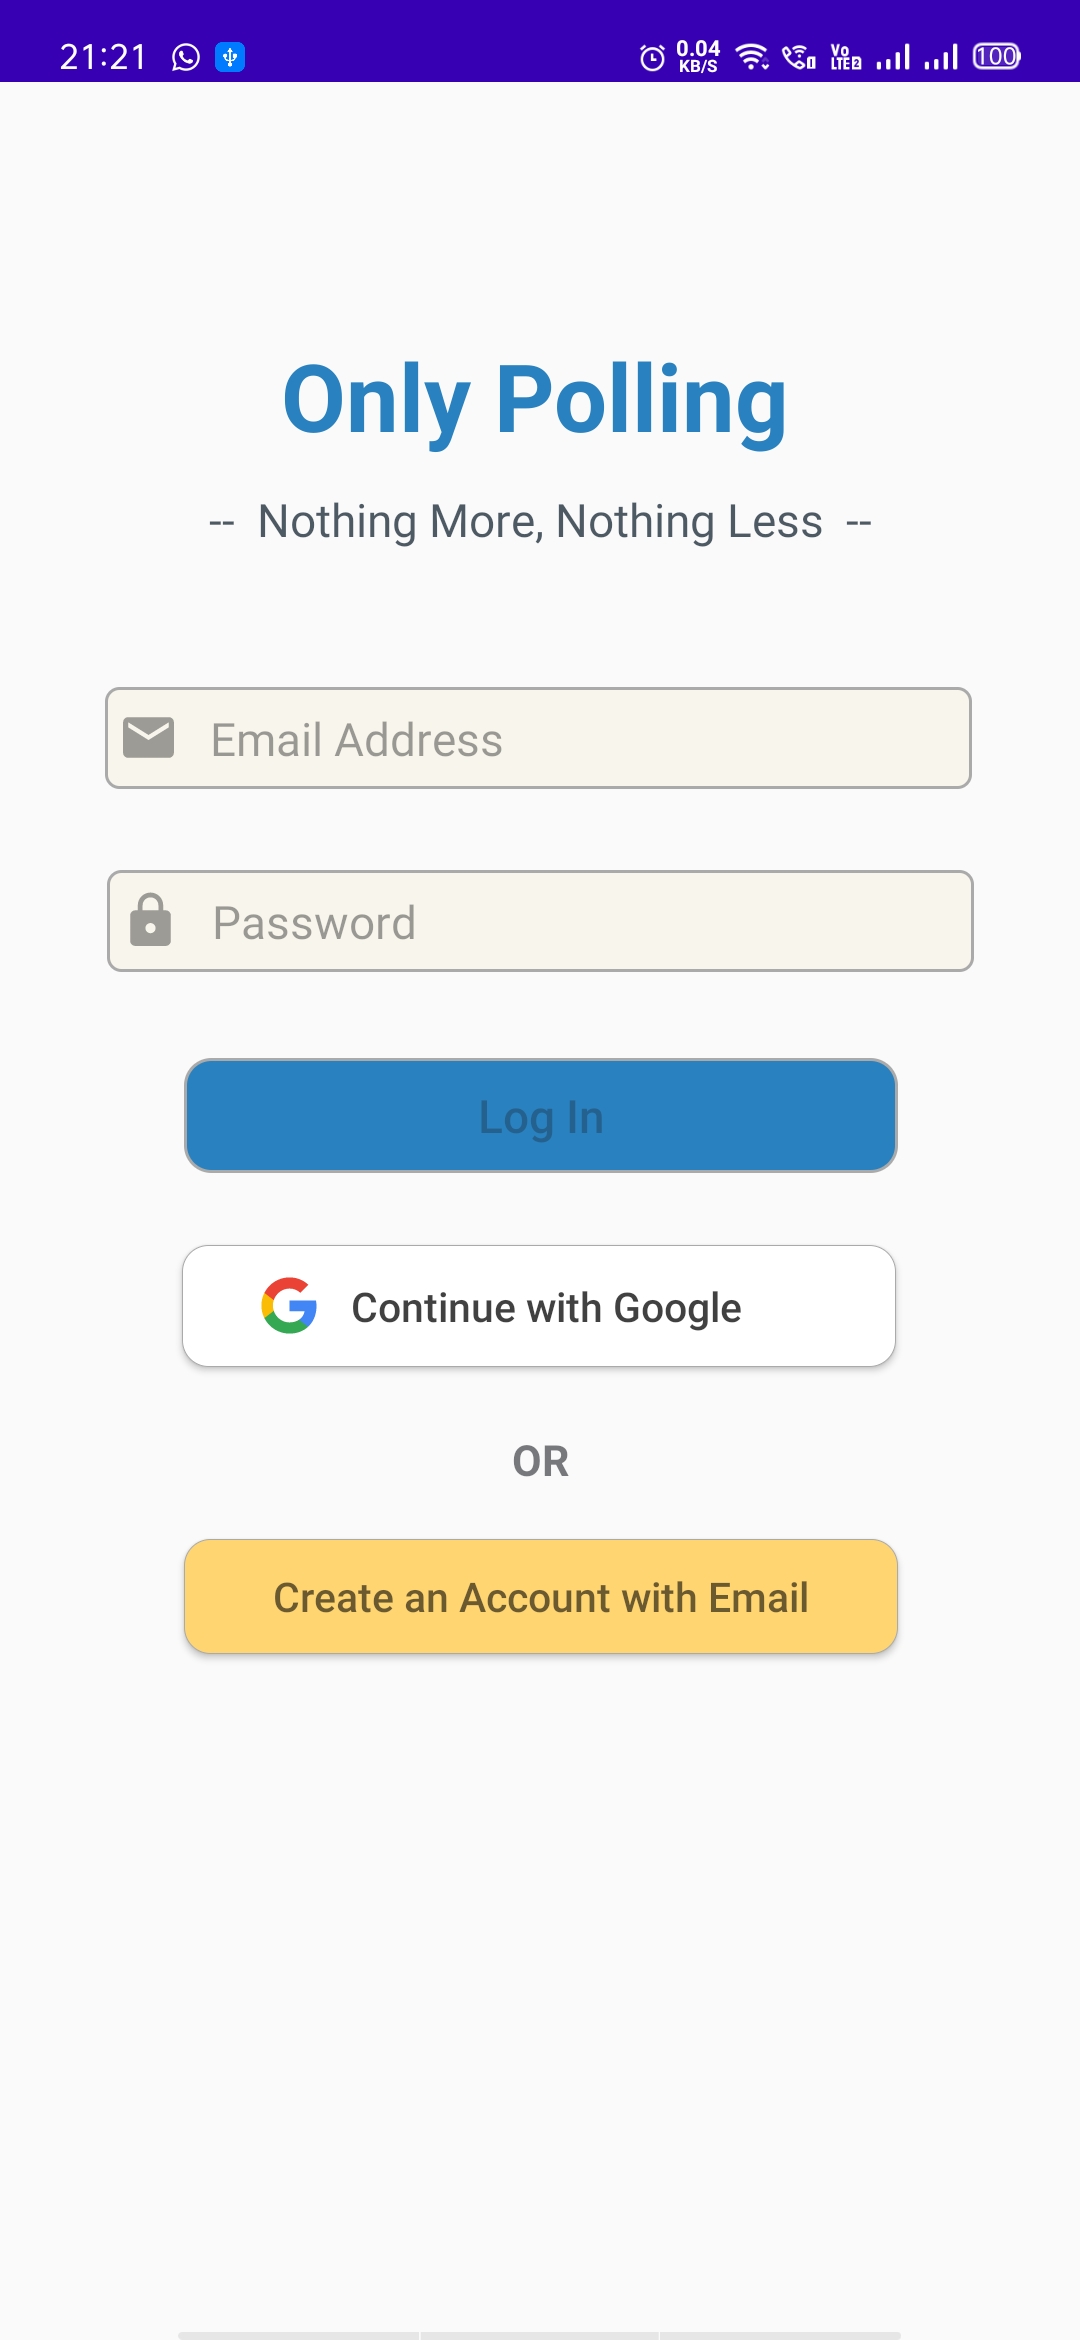 21:21 0.04 KB/S Vo LTE2 100
Only Polling
-- Nothing More, Nothing Less --
Email Address
Password
Log In
Continue with Google
OR
Create an Account with Email